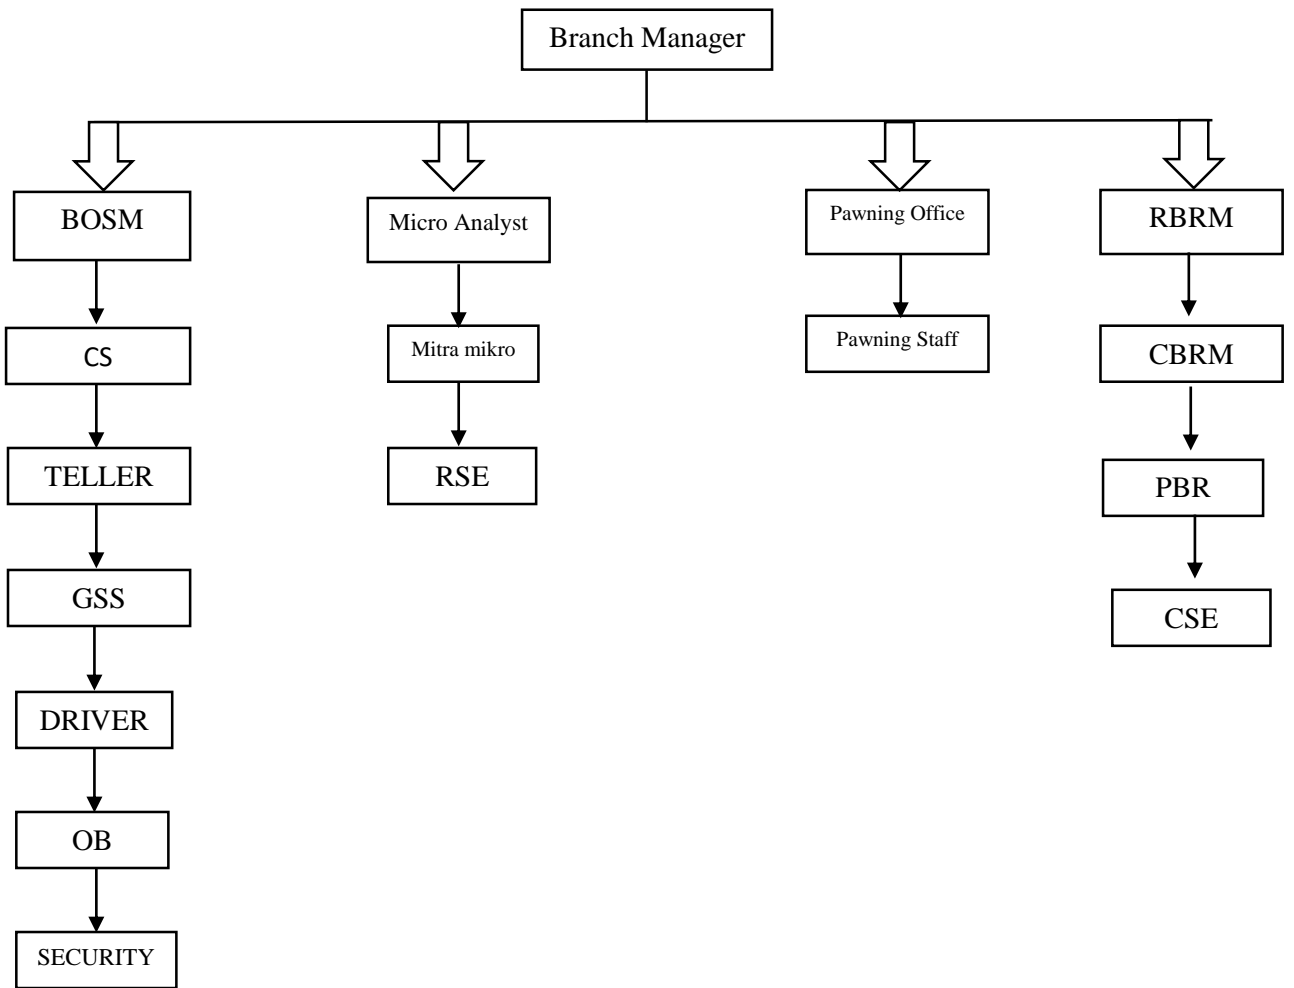 Branch Manager
BOSM
Micro Analyst
Pawning Office
RBRM
CS
Mitra mikro
Pawning Staff
CBRM
TELLER
RSE
PBR
GSS
CSE
DRIVER
OB
SECURITY